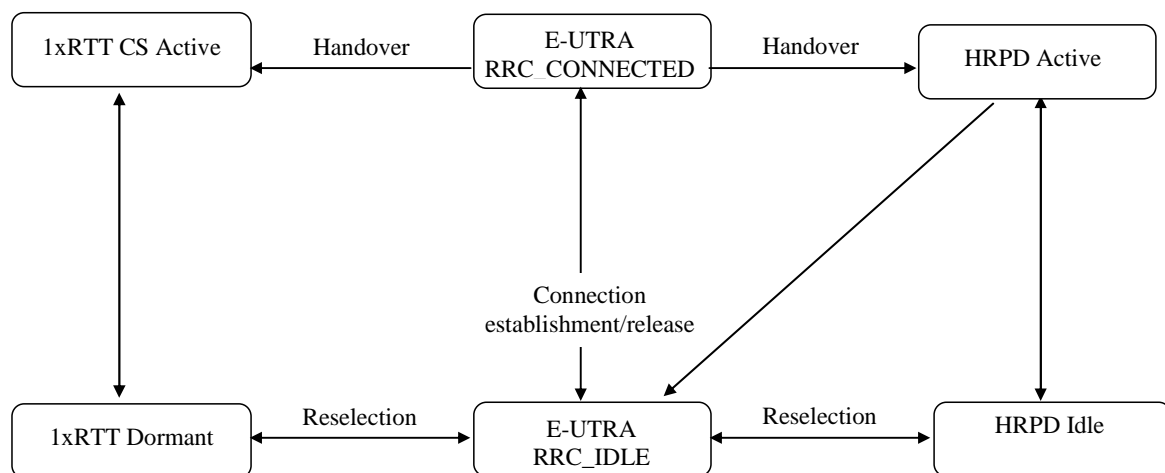 1xRTT CS Active
Handover
E-UTRA
RRC_CONNECTED
Handover
HRPD Active
Connection
establishment/release
1xRTT Dormant
Reselection
E-UTRA
RRC_IDLE
Reselection
HRPD Idle